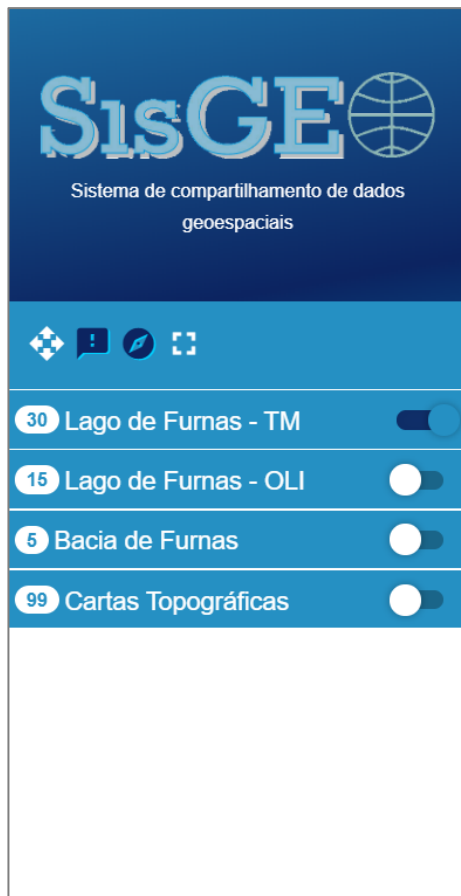 SisGEO
Sistema de compartilhamento de dados
geoespaciais
30 Lago de Furnas - TM
15 Lago de Furnas - OLI
5 Bacia de Furnas
99 Cartas Topográficas